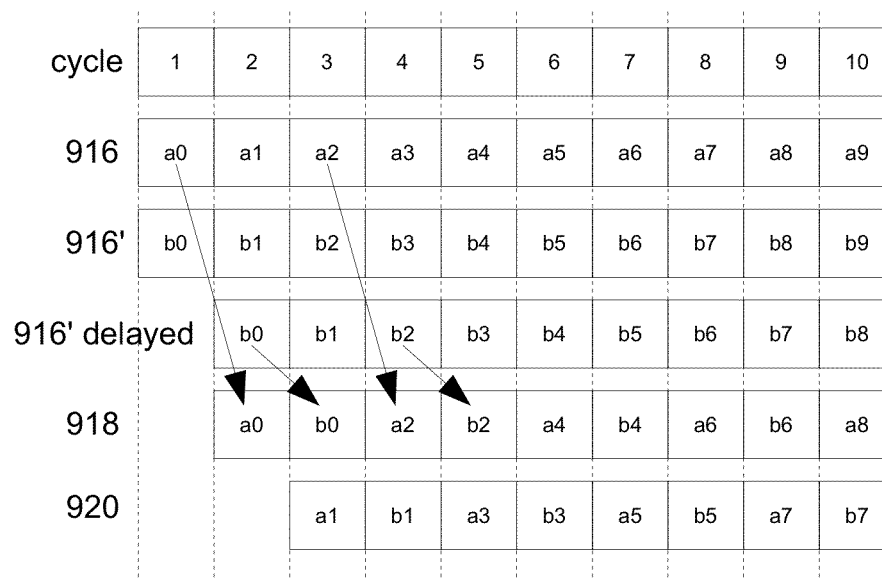 cycle 1 2 3 4 5 6 7 8 9 10
916 a0 a1 a2 a3 a4 a5 a6 a7 a8 a9
916' b0 b1 b2 b3 b4 b5 b6 b7 b8 b9
916' delayed b0 b1 b2 b3 b4 b5 b6 b7 b8
918 a0 b0 a2 b2 a4 b4 a6 b6 a8
920 a1 b1 a3 b3 a5 b5 a7 b7